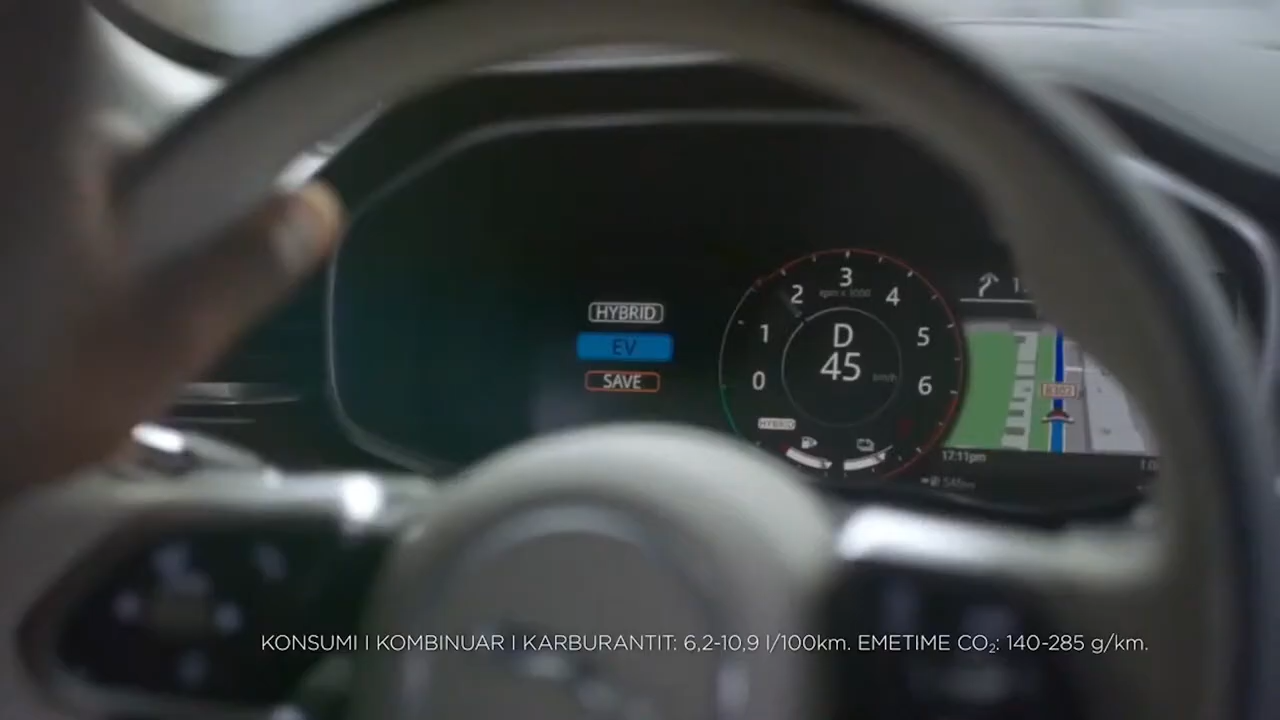 HYBRID
EV
SAVE
0 1 2 3 4 5 6
rpm x 1000
D
45
HYBRID
17:11pm
KONSUMI I KOMBINUAR I KARBURANTIT: 6,2-10,9 l/100km. EMETIME CO₂: 140-285 g/km.